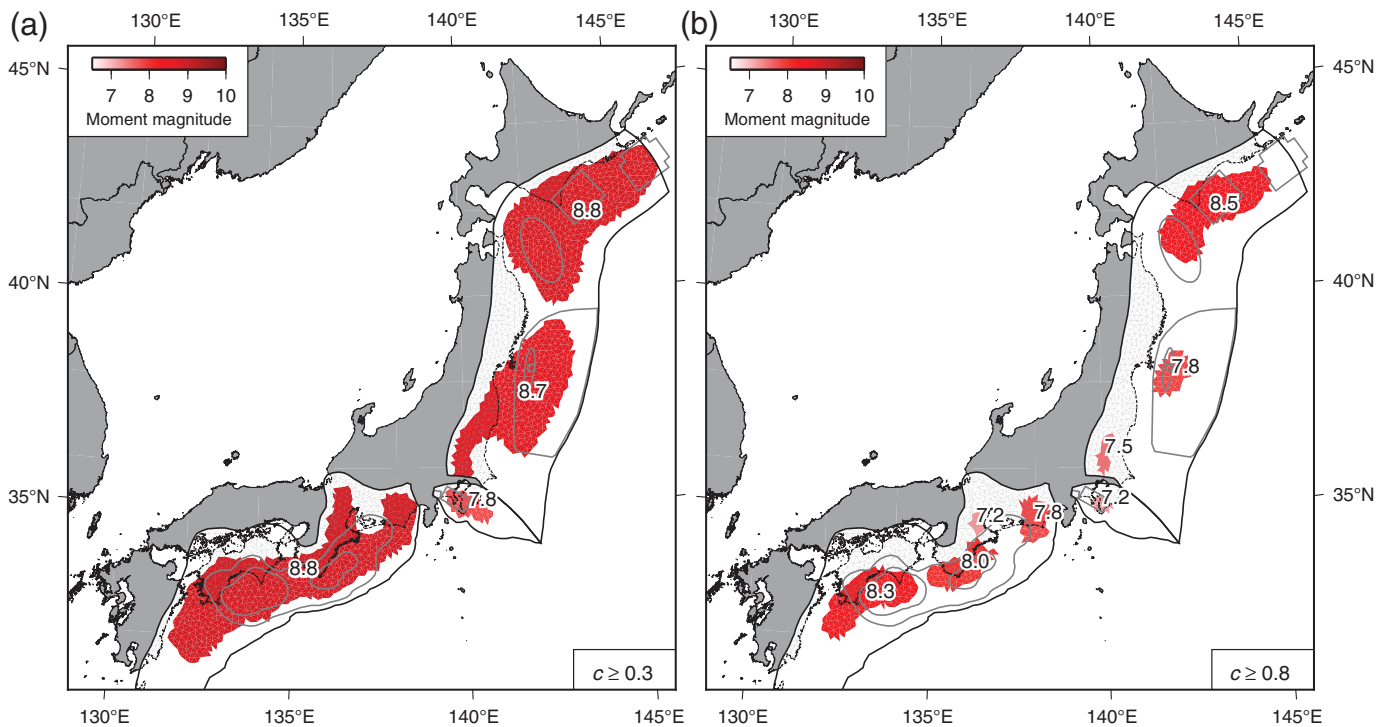 (a)
130°E 135°E 140°E 145°E
45°N
40°N
35°N
7 8 9 10
Moment magnitude
8.8
8.7
7.8
8.8
c ≥ 0.3
130°E 135°E 140°E 145°E
(b)
130°E 135°E 140°E 145°E
45°N
40°N
35°N
7 8 9 10
Moment magnitude
8.5
7.8
7.5
7.2
7.2 7.8
8.0
8.3
c ≥ 0.8
130°E 135°E 140°E 145°E